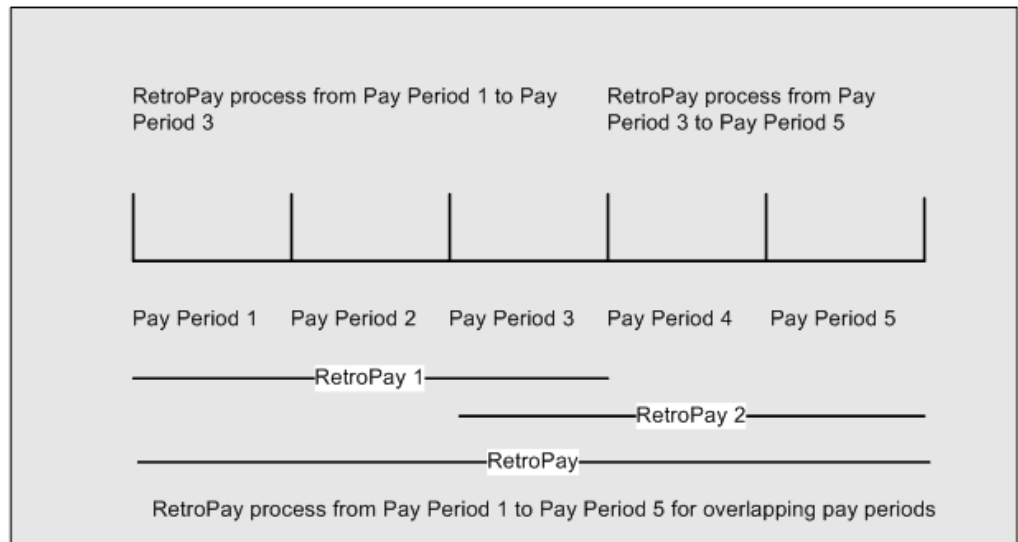 RetroPay process from Pay Period 1 to Pay
Period 3
RetroPay process from Pay
Period 3 to Pay Period 5
Pay Period 1
Pay Period 2
Pay Period 3
Pay Period 4
Pay Period 5
RetroPay 1
RetroPay 2
RetroPay
RetroPay process from Pay Period 1 to Pay Period 5 for overlapping pay periods